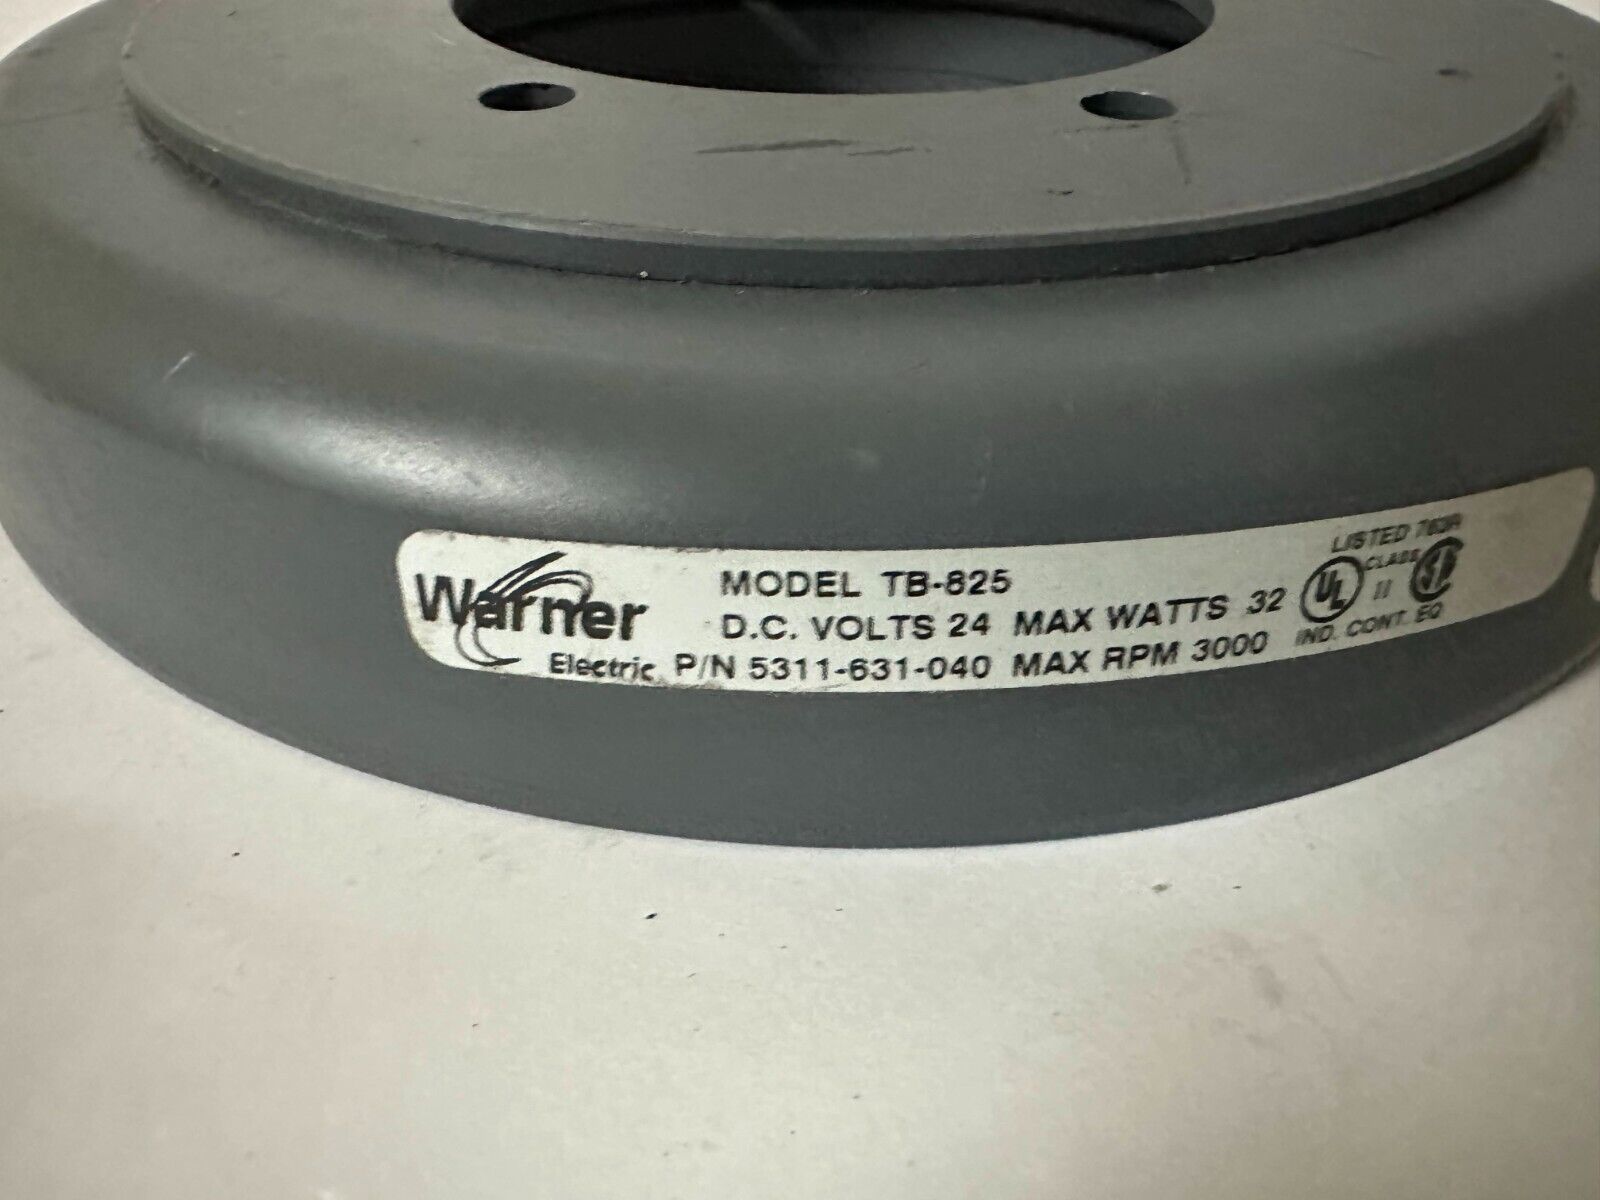 Warner
Electric
MODEL TB-825
D.C. VOLTS 24 MAX WATTS 32
P/N 5311-631-040 MAX RPM 3000
LISTED 763A
UL CLASS II
IND. CONT. EQ